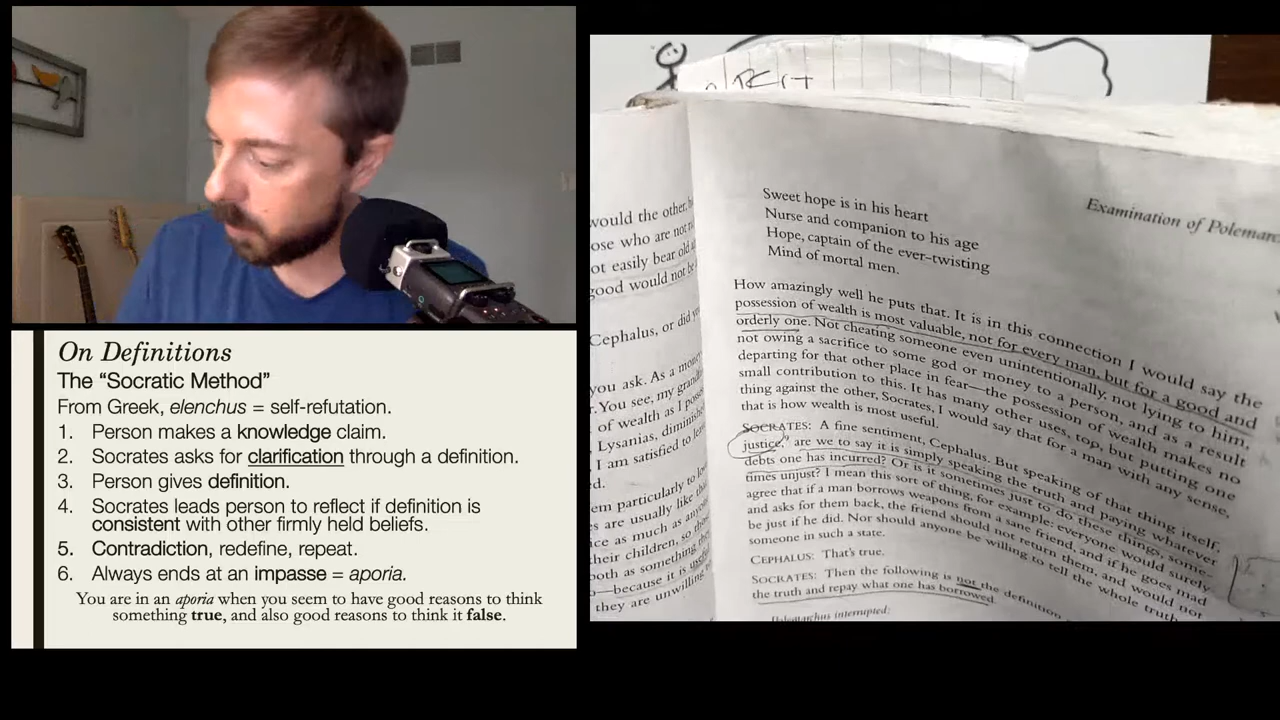 On Definitions
The "Socratic Method"
From Greek, elenchus = self-refutation.
1. Person makes a knowledge claim.
2. Socrates asks for clarification through a definition.
3. Person gives definition.
4. Socrates leads person to reflect if definition is
consistent with other firmly held beliefs.
5. Contradiction, redefine, repeat.
6. Always ends at an impasse = aporia.
You are in an aporia when you seem to have good reasons to think
something true, and also good reasons to think it false.
would the other,
ose who are not
ot easily bear old
good would not be
Cephalus, or did
you ask. As a money
You see, my grand
of wealth as I
Lysanias, diminish
I am satisfied to
d.
em particularly to
s are usually like
ice as much as
their children, so
both as something
—because it is
they are unwilling
Examination of Polemarc
Sweet hope is in his heart
Nurse and companion to his age
Hope, captain of the ever-twisting
Mind of mortal men.
How amazingly well he puts that. It is in this connection I would say the
possession of wealth is most valuable, not for every man, but for a good and
orderly one. Not cheating someone even unintentionally, not lying to him,
not owing a sacrifice to some god or money to a person, and as a result
departing for that other place in fear—the possession of wealth makes no
small contribution to this. It has many other uses, too, but putting one
thing against the other, Socrates, I would say that for a man with any sense,
that is how wealth is most useful.
SOCRATES: A fine sentiment, Cephalus. But speaking of that thing itself,
justice, are we to say it is simply speaking the truth and paying whatever
debts one has incurred? Or is it sometimes just to do these things, some-
times unjust? I mean this sort of thing, for example: everyone would surely
agree that if a man borrows weapons from a sane friend, and if he goes mad
and asks for them back, the friend should not return them, and would not
be just if he did. Nor should anyone be willing to tell the whole truth
someone in such a state.
CEPHALUS: That's true.
SOCRATES: Then the following is not the definition
the truth and repay what one has borrowed.
Polemarchus interrupted: